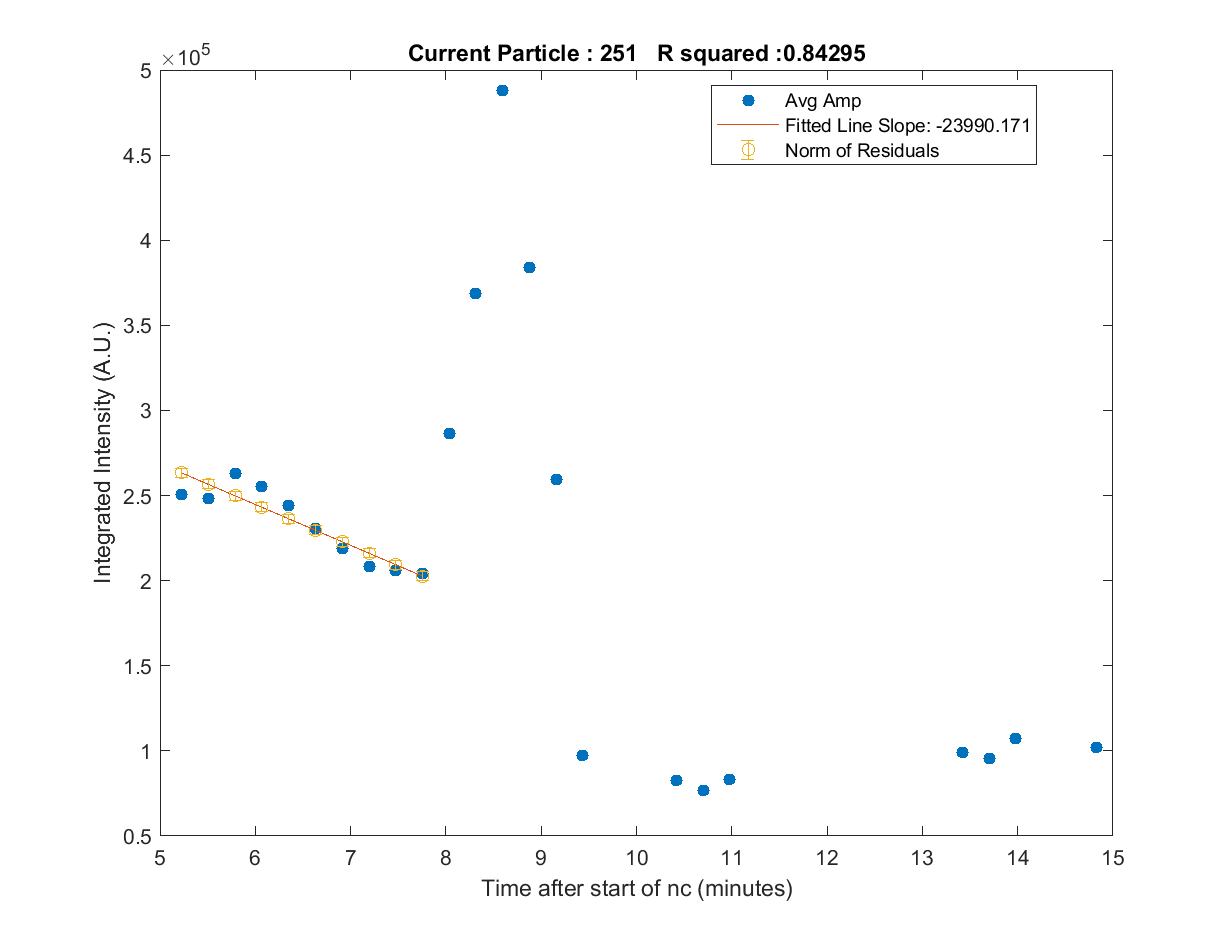 Current Particle : 251 R squared :0.84295
×10^5
5
4.5
4
3.5
3
2.5
2
1.5
1
0.5
Integrated Intensity (A.U.)
Avg Amp
Fitted Line Slope: -23990.171
Norm of Residuals
5 6 7 8 9 10 11 12 13 14 15
Time after start of nc (minutes)